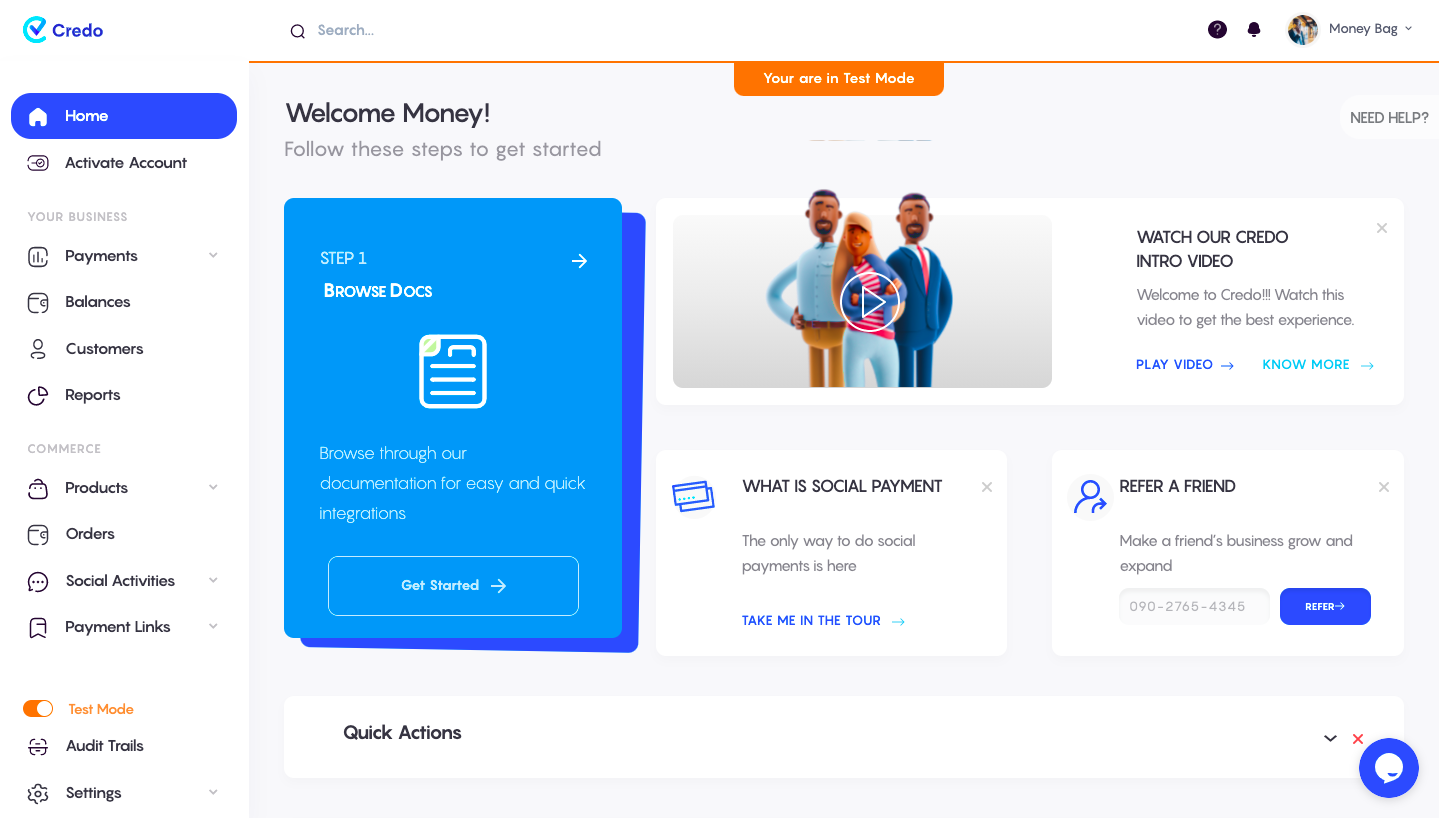 Credo
Search...
?
Money Bag
Your are in Test Mode
Home
Activate Account
YOUR BUSINESS
Payments
Balances
Customers
Reports
COMMERCE
Products
Orders
Social Activities
Payment Links
Test Mode
Audit Trails
Settings
Welcome Money!
Follow these steps to get started
NEED HELP?
STEP 1
BROWSE DOCS
Browse through our
documentation for easy and quick
integrations
Get Started
WATCH OUR CREDO
INTRO VIDEO
Welcome to Credo!!! Watch this
video to get the best experience.
PLAY VIDEO
KNOW MORE
WHAT IS SOCIAL PAYMENT
The only way to do social
payments is here
TAKE ME IN THE TOUR
REFER A FRIEND
Make a friend's business grow and
expand
090-2765-4345
REFER
Quick Actions